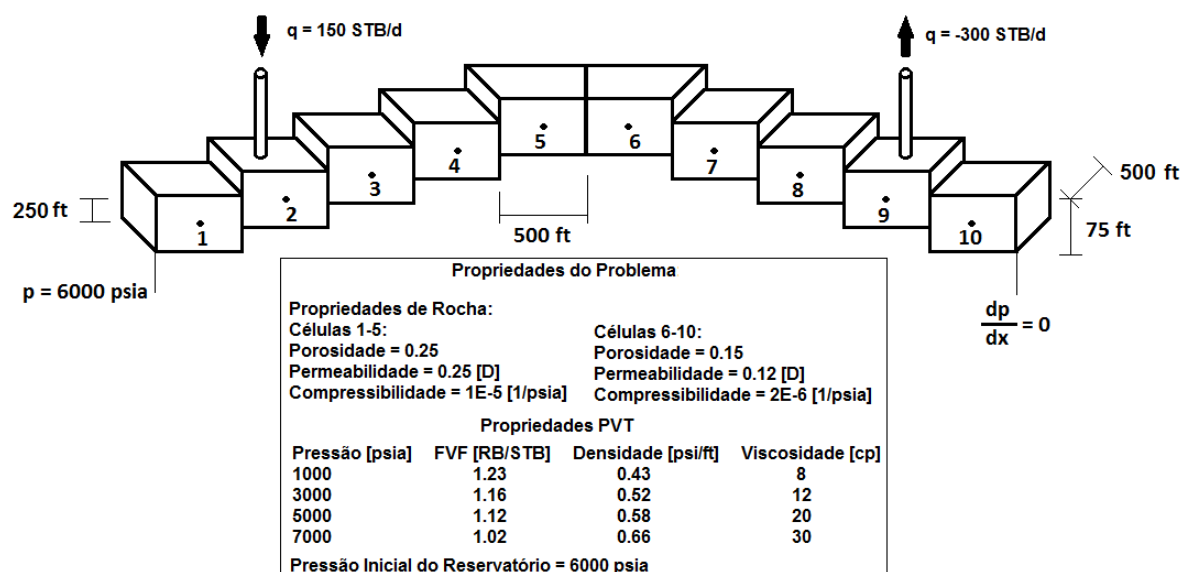 q = 150 STB/d
q = -300 STB/d
1
2
3
4
5
6
7
8
9
10
250 ft
500 ft
500 ft
75 ft
p = 6000 psia
dp
dx
= 0
Propriedades do Problema
Propriedades de Rocha:
Células 1-5:
Porosidade = 0.25
Permeabilidade = 0.25 [D]
Compressibilidade = 1E-5 [1/psia]
Células 6-10:
Porosidade = 0.15
Permeabilidade = 0.12 [D]
Compressibilidade = 2E-6 [1/psia]
Propriedades PVT
Pressão [psia] FVF [RB/STB] Densidade [psi/ft] Viscosidade [cp]
1000 1.23 0.43 8
3000 1.16 0.52 12
5000 1.12 0.58 20
7000 1.02 0.66 30
Pressão Inicial do Reservatório = 6000 psia